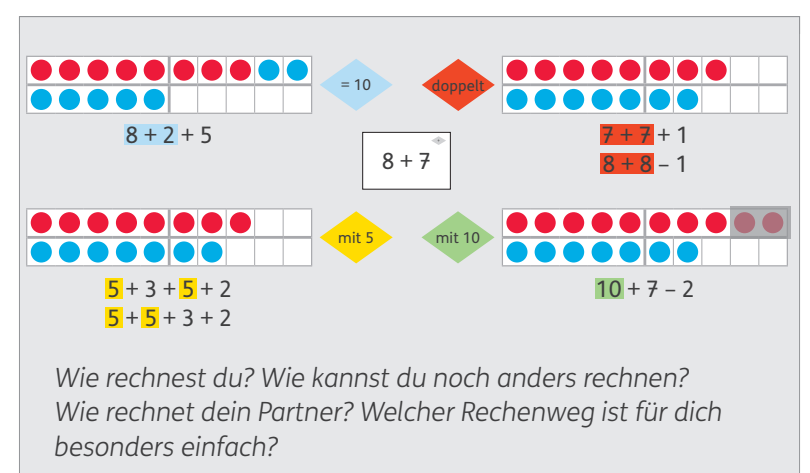 = 10
doppelt
8 + 2 + 5
7 + 7 + 1
8 + 8 – 1
8 + 7
mit 5
mit 10
5 + 3 + 5 + 2
5 + 5 + 3 + 2
10 + 7 – 2
Wie rechnest du? Wie kannst du noch anders rechnen?
Wie rechnet dein Partner? Welcher Rechenweg ist für dich
besonders einfach?